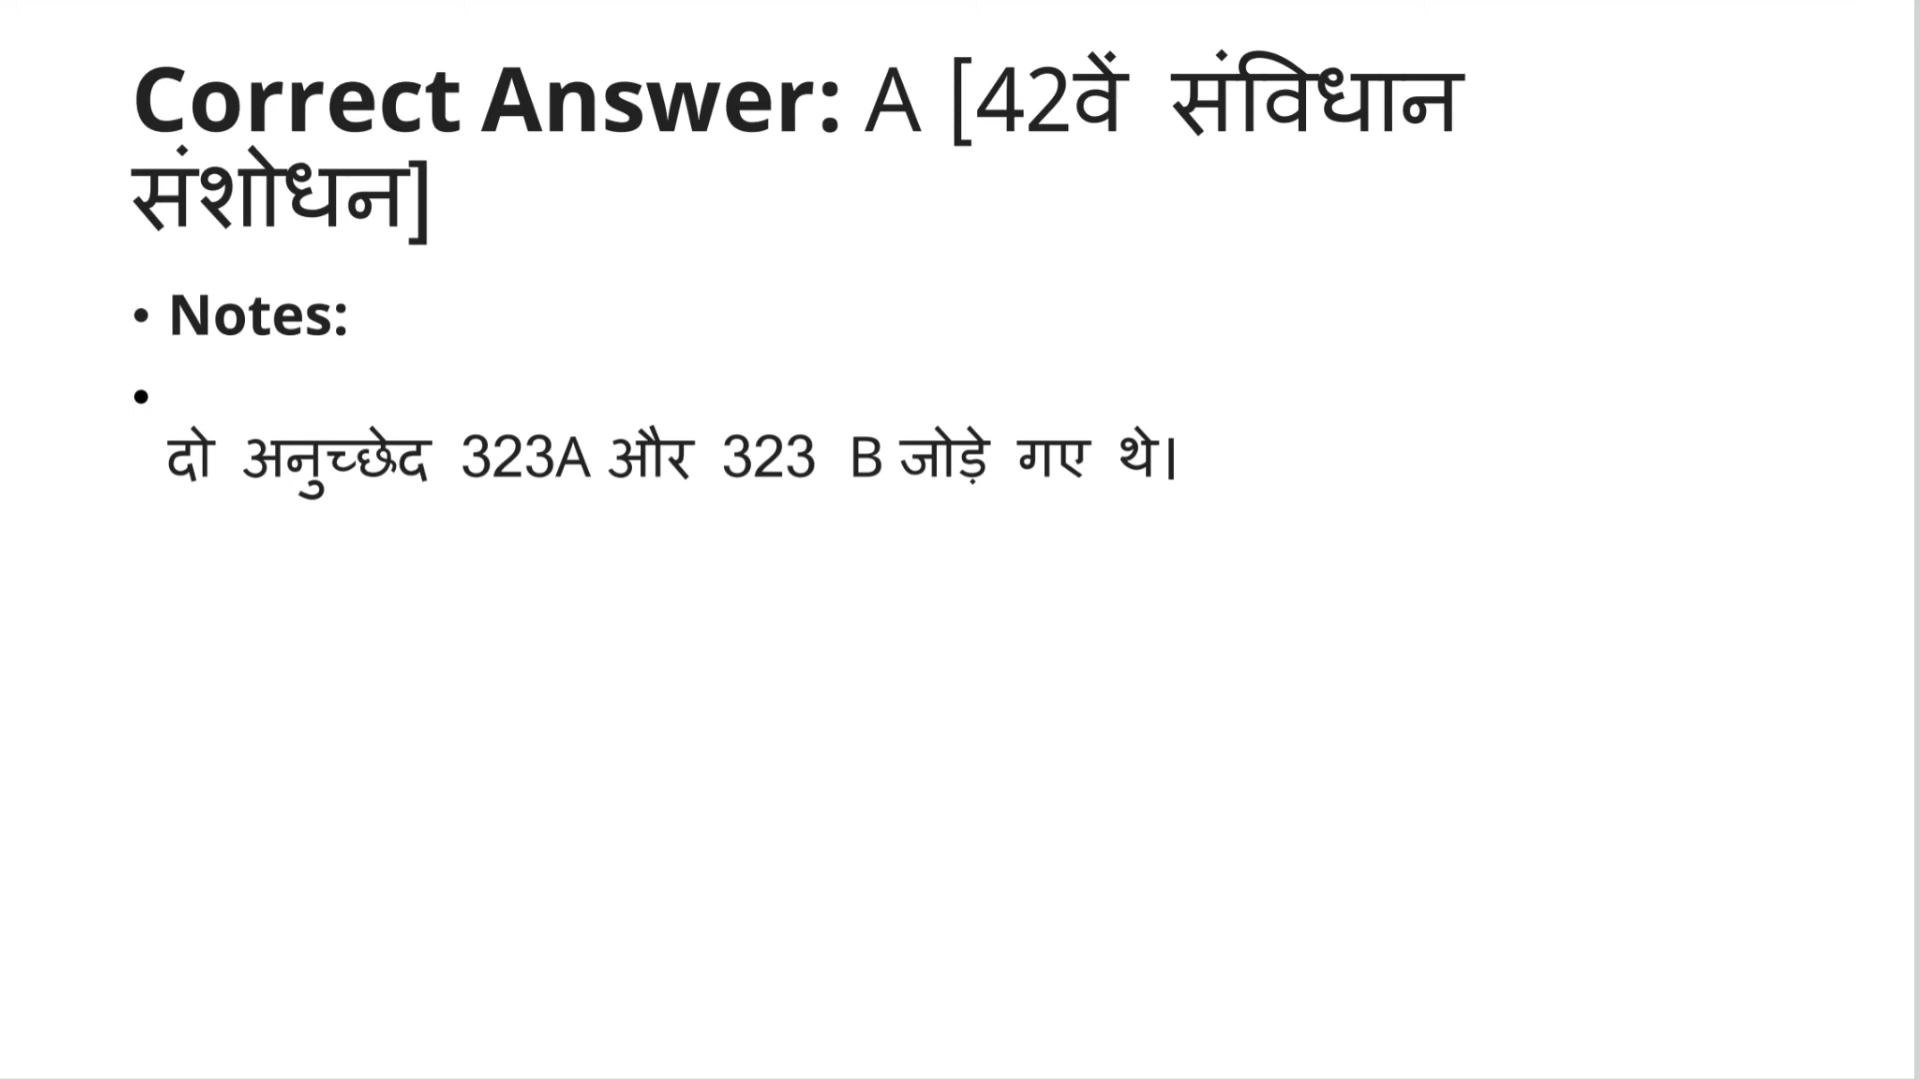 Correct Answer: A [42वें संविधान
संशोधन]
• Notes:
•
दो अनुच्छेद 323A और 323 B जोड़े गए थे।